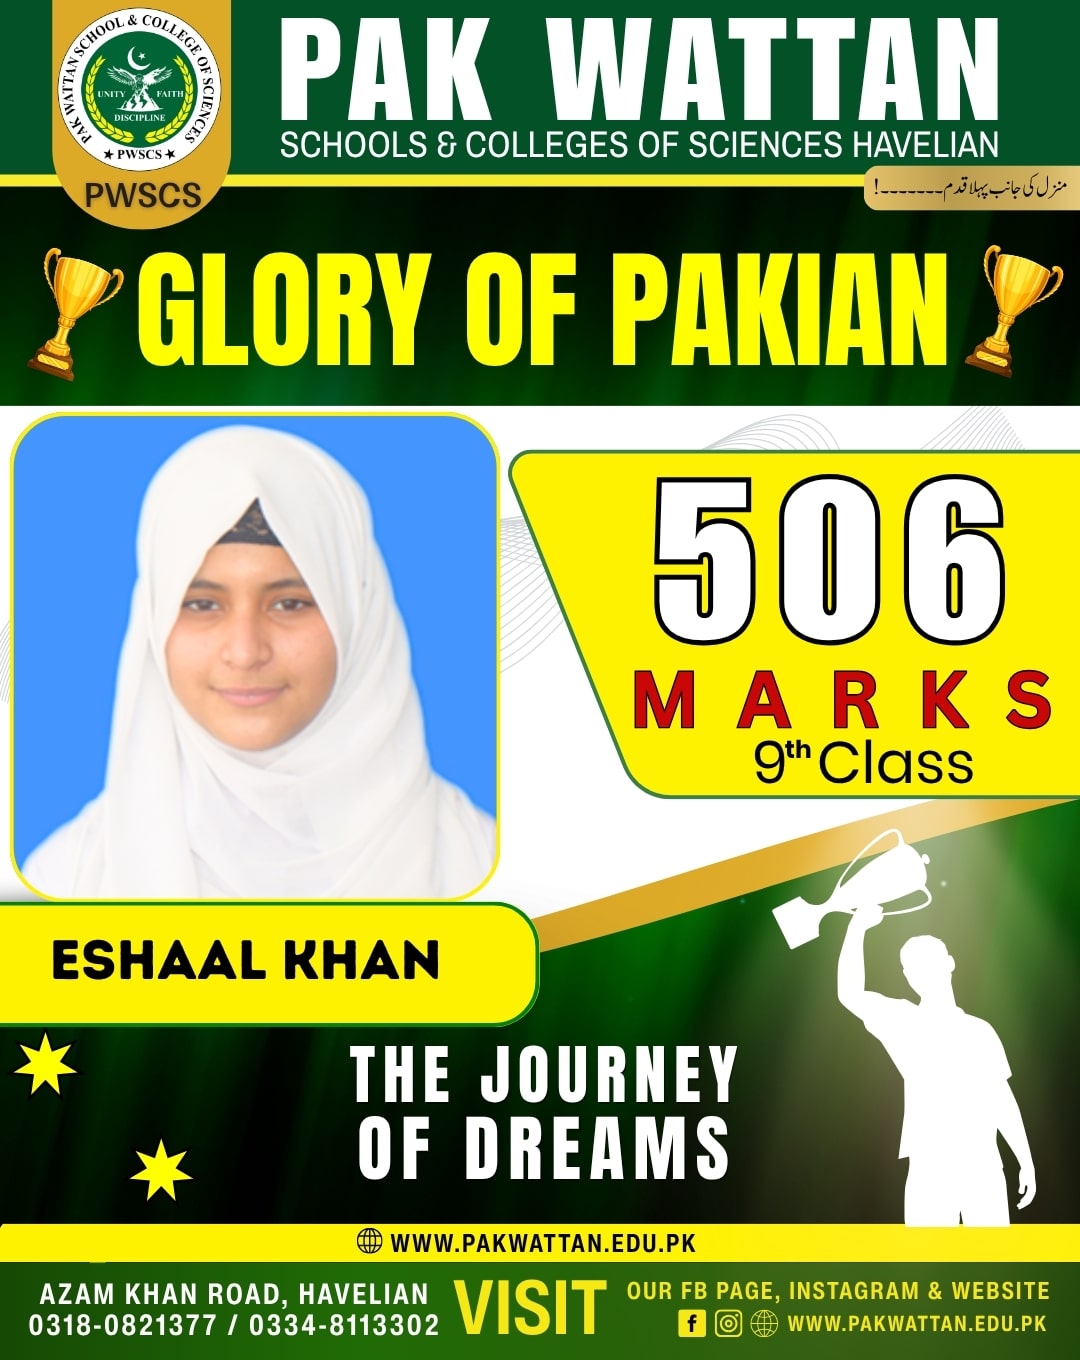 PAK WATTAN SCHOOL & COLLEGE OF SCIENCES
UNITY FAITH
DISCIPLINE
★ PWSCS ★
PWSCS
PAK WATTAN
SCHOOLS & COLLEGES OF SCIENCES HAVELIAN
منزل کی جانب پہلا قدم-------!
GLORY OF PAKIAN
506
MARKS
9th Class
ESHAAL KHAN
THE JOURNEY
OF DREAMS
WWW.PAKWATTAN.EDU.PK
AZAM KHAN ROAD, HAVELIAN
0318-0821377 / 0334-8113302
VISIT
OUR FB PAGE, INSTAGRAM & WEBSITE
WWW.PAKWATTAN.EDU.PK